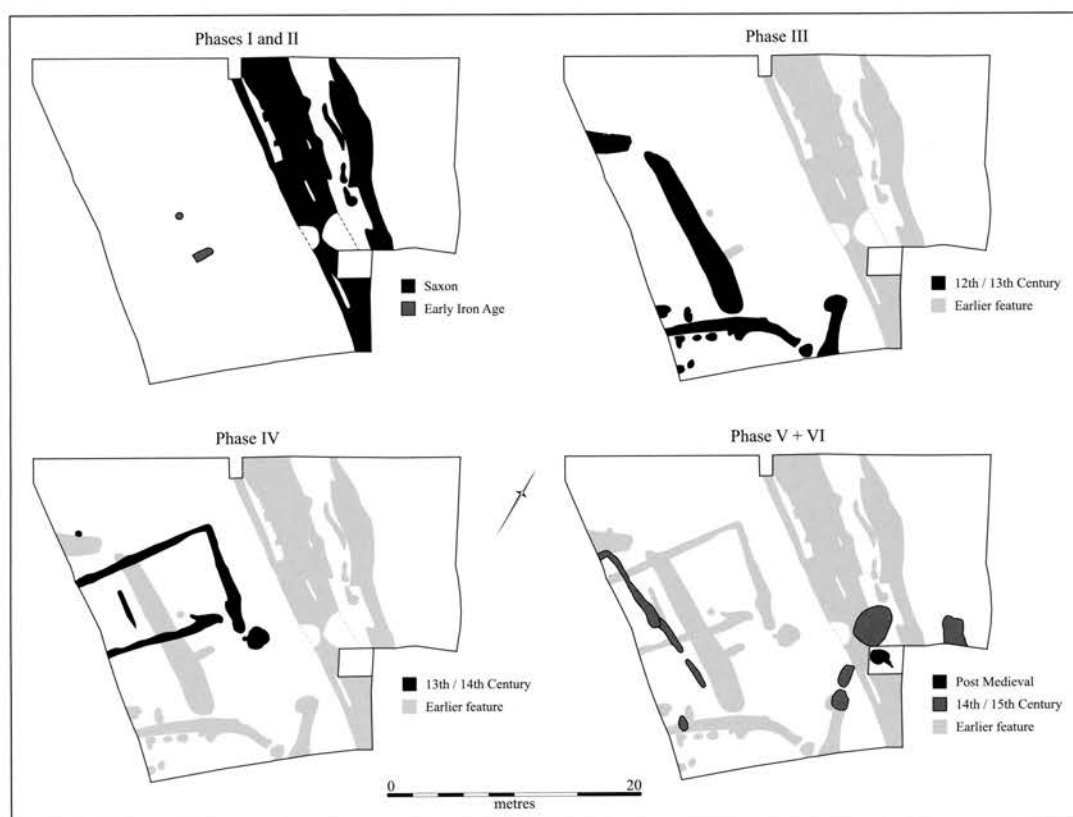 Phases I and II
Saxon
Early Iron Age
Phase III
12th / 13th Century
Earlier feature
Phase IV
13th / 14th Century
Earlier feature
Phase V + VI
Post Medieval
14th / 15th Century
Earlier feature
0 20
metres